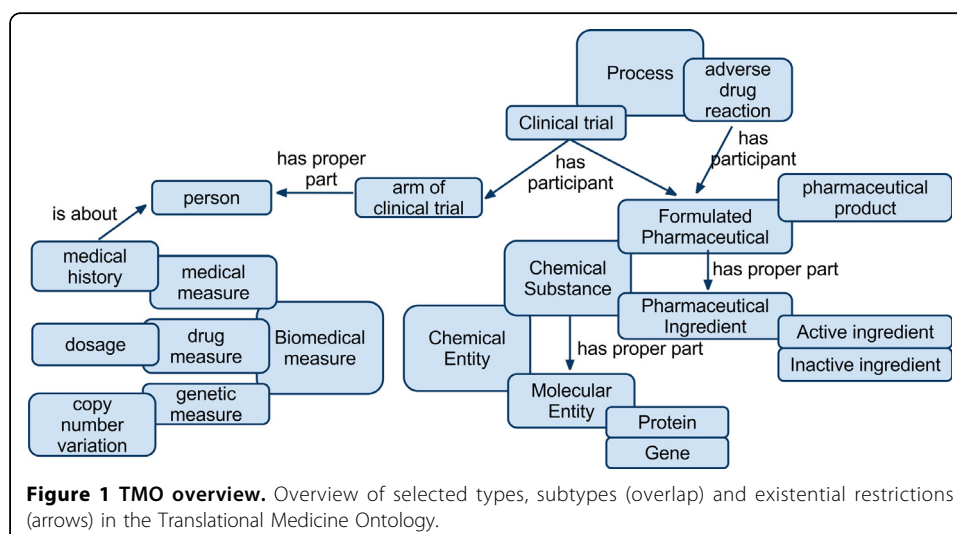 Process
adverse
drug
reaction
Clinical trial
has
participant
has
participant
has proper
part
person
arm of
clinical trial
is about
pharmaceutical
product
Formulated
Pharmaceutical
medical
history
medical
measure
Chemical
Substance
has proper part
Pharmaceutical
Ingredient
dosage
drug
measure
Biomedical
measure
Chemical
Entity
has proper part
Active ingredient
Inactive ingredient
copy
number
variation
genetic
measure
Molecular
Entity
Protein
Gene
Figure 1 TMO overview. Overview of selected types, subtypes (overlap) and existential restrictions
(arrows) in the Translational Medicine Ontology.